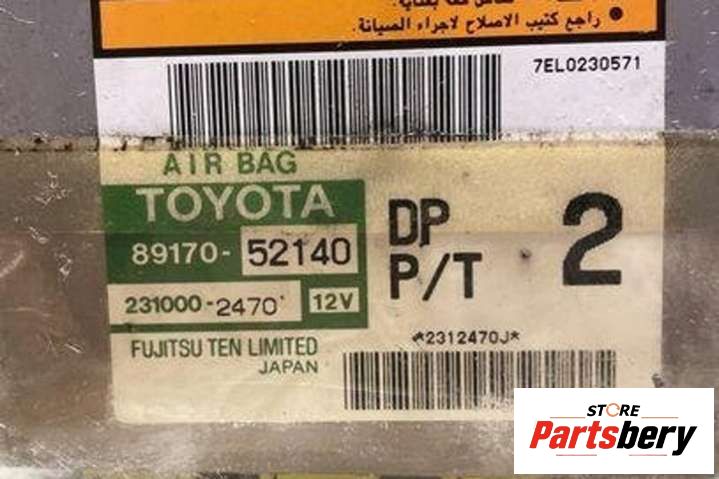 راجع كتيب الاصلاح لاجراء الصيانة.
7EL0230571
AIR BAG
TOYOTA
89170-52140
231000-2470 12V
FUJITSU TEN LIMITED
JAPAN
DP
P/T
2
*2312470J*
STORE
Partsbery